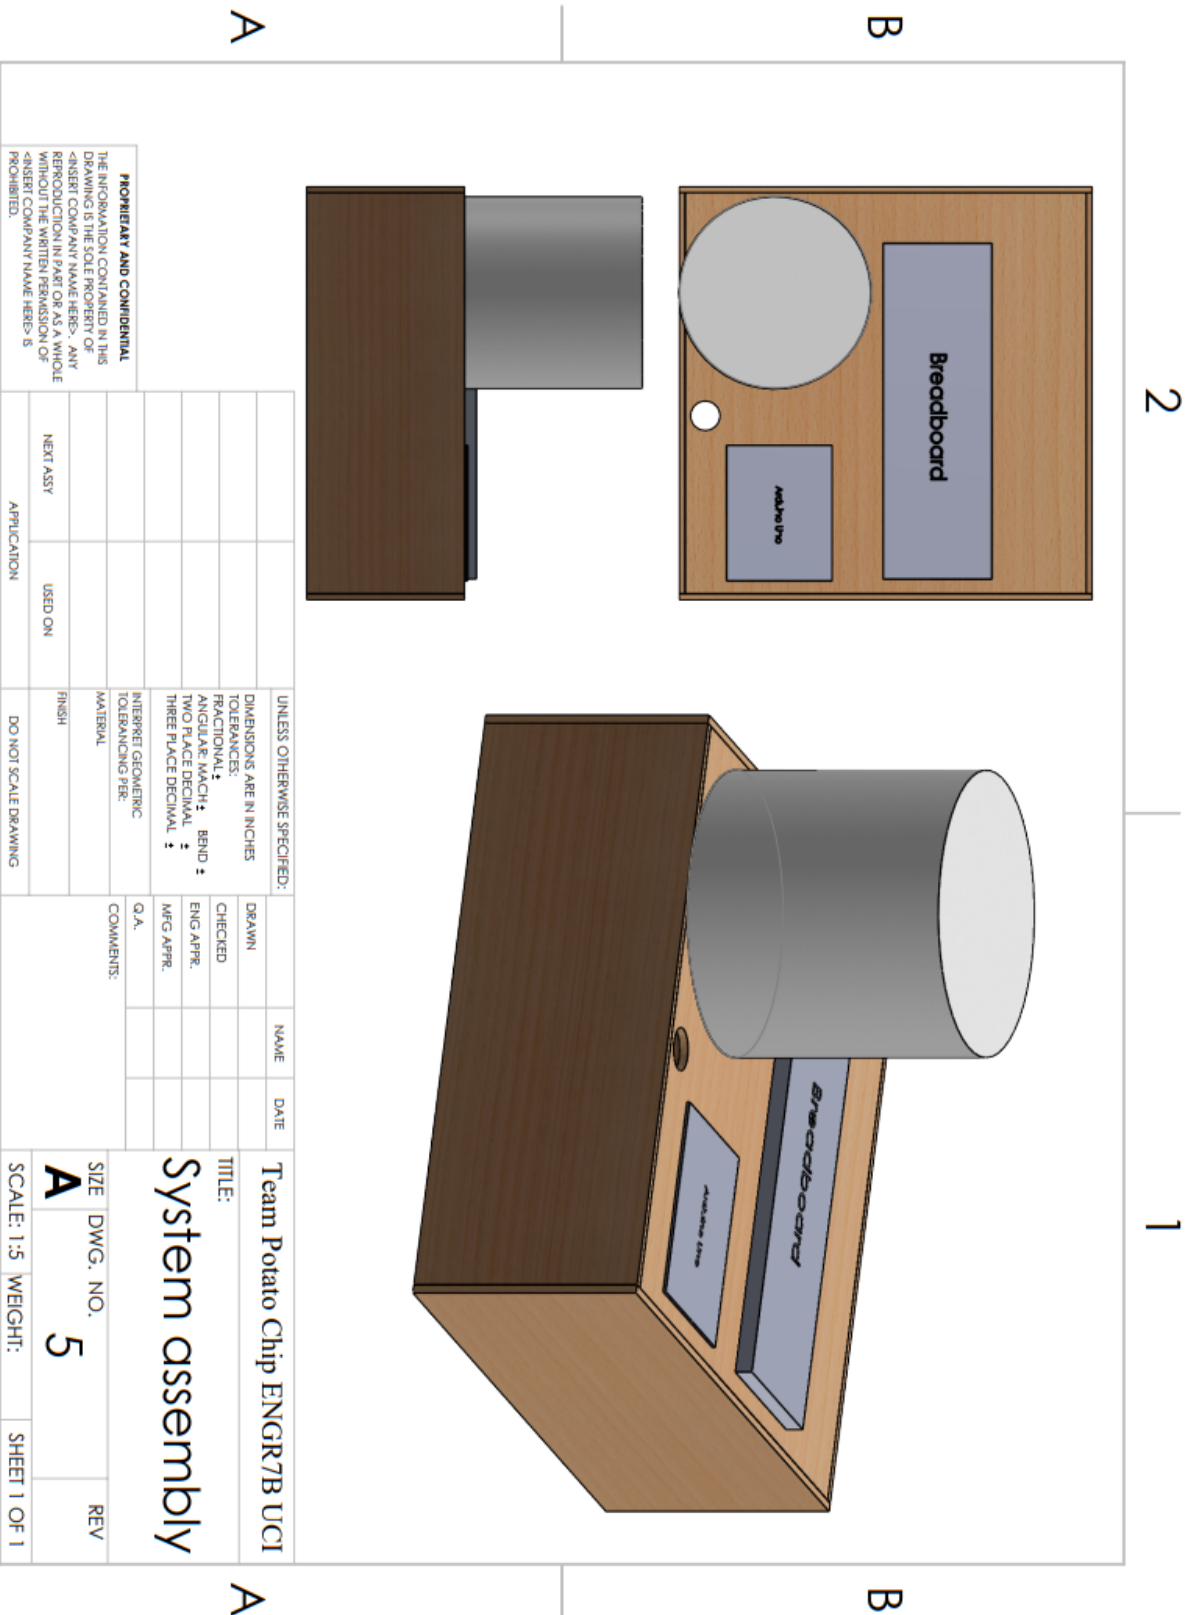 2
1
B
B
A
A
Breadboard
Arduino Uno
Breadboard
Arduino Uno
PROPRIETARY AND CONFIDENTIAL
THE INFORMATION CONTAINED IN THIS
DRAWING IS THE SOLE PROPERTY OF
<INSERT COMPANY NAME HERE>. ANY
REPRODUCTION IN PART OR AS A WHOLE
WITHOUT THE WRITTEN PERMISSION OF
<INSERT COMPANY NAME HERE> IS
PROHIBITED.
NEXT ASSY
USED ON
APPLICATION
UNLESS OTHERWISE SPECIFIED:
DIMENSIONS ARE IN INCHES
TOLERANCES:
FRACTIONAL ±
ANGULAR: MACH ± BEND ±
TWO PLACE DECIMAL ±
THREE PLACE DECIMAL ±
INTERPRET GEOMETRIC
TOLERANCING PER:
MATERIAL
FINISH
DO NOT SCALE DRAWING
NAME
DATE
DRAWN
CHECKED
ENG APPR.
MFG APPR.
Q.A.
COMMENTS:
Team Potato Chip ENGR7B UCI
TITLE:
System assembly
SIZE
DWG. NO.
REV
A
5
SCALE: 1:5
WEIGHT:
SHEET 1 OF 1